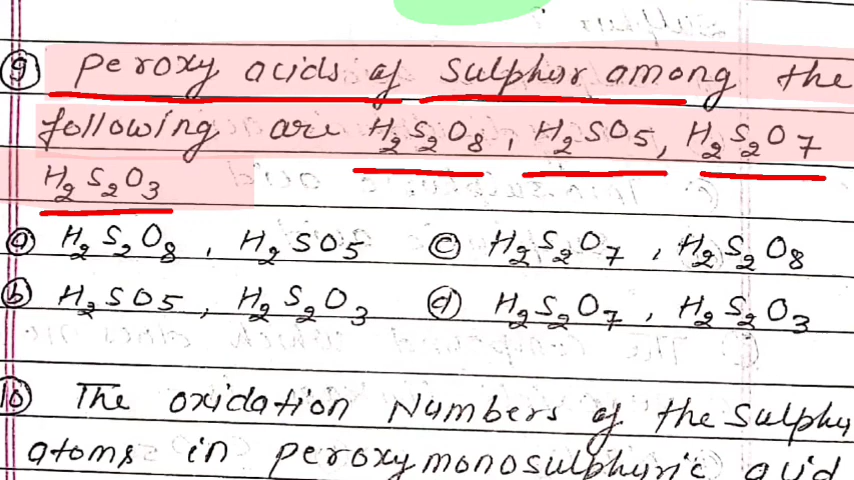 ⑨ Peroxy acids of sulphur among the
following are H₂S₂O₈, H₂SO5, H₂S₂O7
H₂S₂O₃
ⓐ H₂S₂O₈, H₂SO5 ⓒ H₂S₂O₇, H₂S₂O₈
ⓑ H₂SO5, H₂S₂O₃ ⓓ H₂S₂O₇, H₂S₂O₃
⑩ The oxidation Numbers of the Sulphu
atoms in peroxymonosulphuric acid